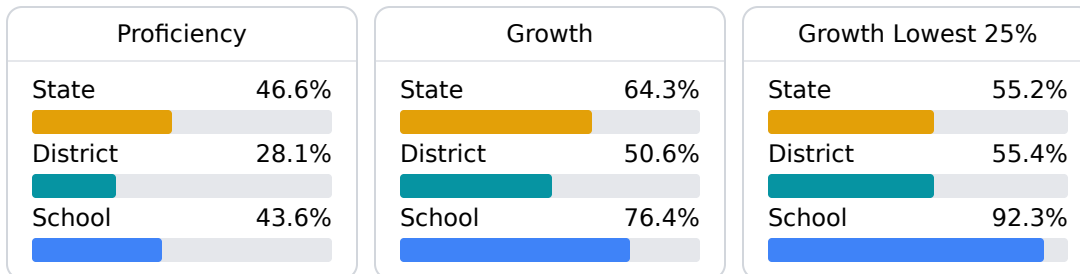 Proficiency
State 46.6%
District 28.1%
School 43.6%
Growth
State 64.3%
District 50.6%
School 76.4%
Growth Lowest 25%
State 55.2%
District 55.4%
School 92.3%